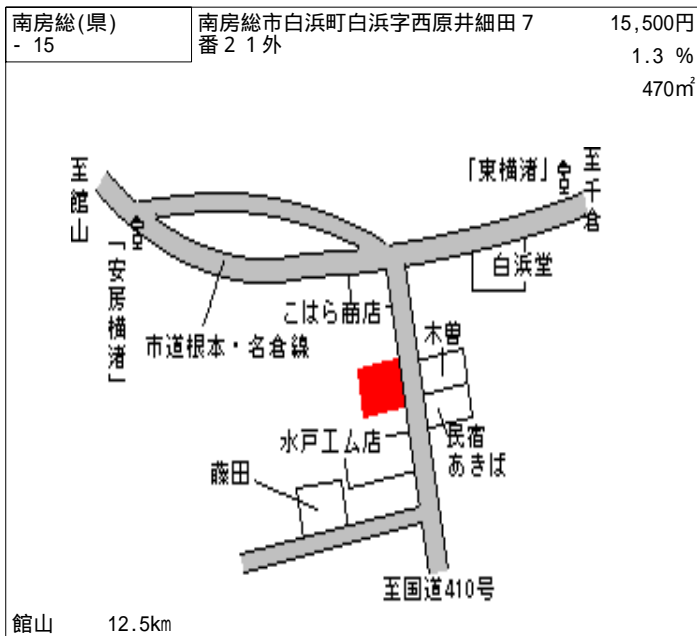 南房総(県)
- 15
南房総市白浜町白浜字西原井細田７
番２１外
15,500円
1.3 %
470㎡
至館山
「安房横渚」
「東横渚」
至千倉
白浜堂
こはら商店
市道根本・名倉線
木曽
民宿
あきば
水戸工ム店
藤田
至国道410号
館山 12.5km